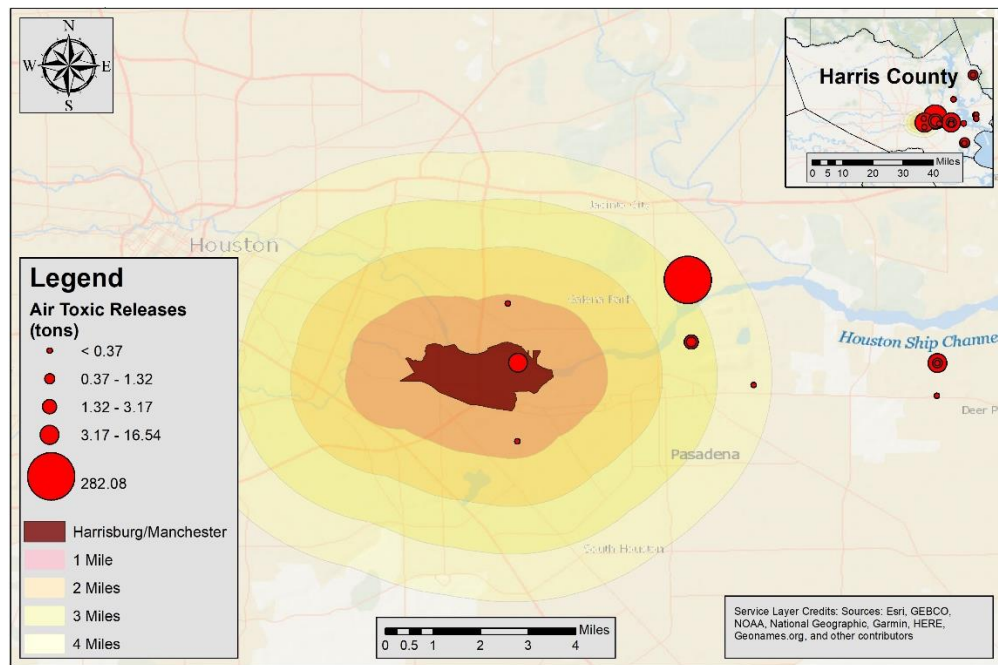 N
W E
S
Harris County
Miles
0 5 10 20 30 40
Houston
Jacinto City
Galena Park
Houston Ship Channel
Deer P
Pasadena
South Houston
Legend
Air Toxic Releases
(tons)
< 0.37
0.37 - 1.32
1.32 - 3.17
3.17 - 16.54
282.08
Harrisburg/Manchester
1 Mile
2 Miles
3 Miles
4 Miles
Miles
0 0.5 1 2 3 4
Service Layer Credits: Sources: Esri, GEBCO,
NOAA, National Geographic, Garmin, HERE,
Geonames.org, and other contributors